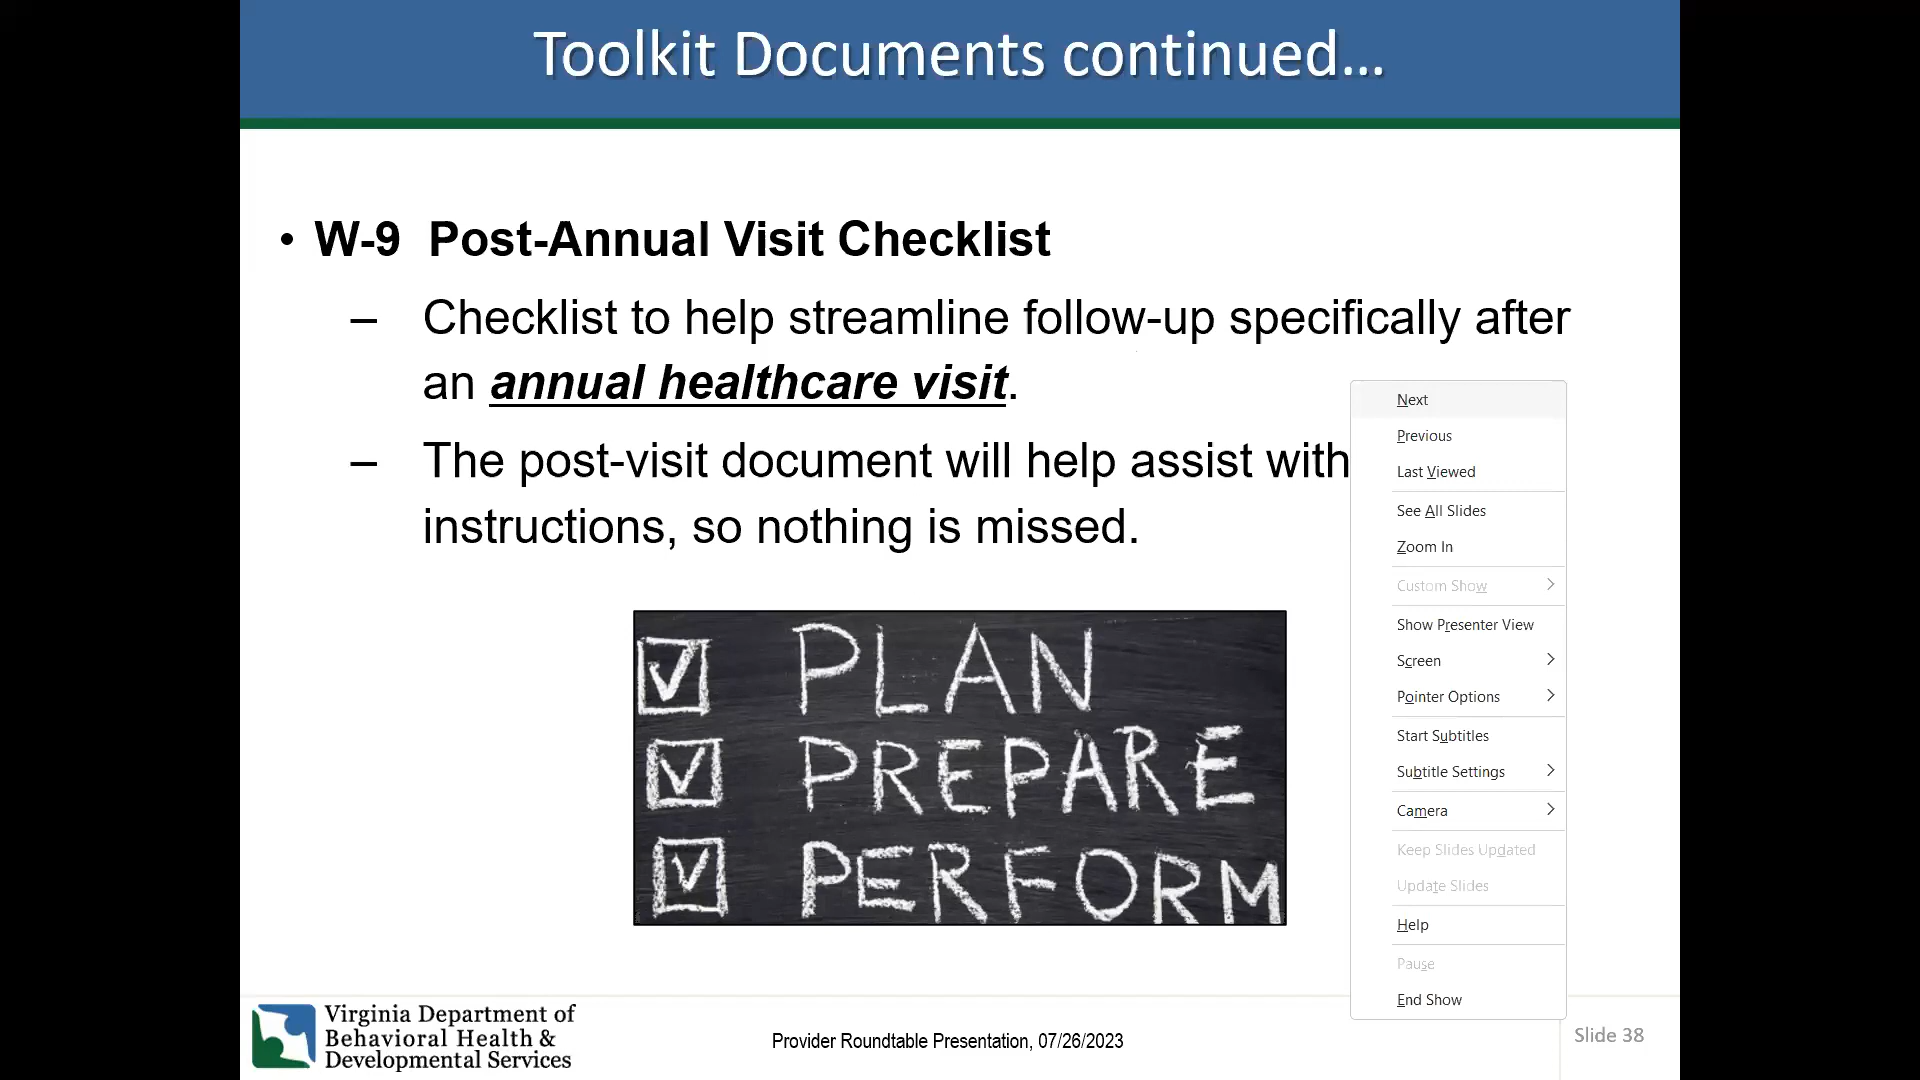 Toolkit Documents continued...
• W-9 Post-Annual Visit Checklist
– Checklist to help streamline follow-up specifically after
an annual healthcare visit.
– The post-visit document will help assist with
instructions, so nothing is missed.
PLAN
PREPARE
PERFORM
Next
Previous
Last Viewed
See All Slides
Zoom In
Custom Show
Show Presenter View
Screen
Pointer Options
Start Subtitles
Subtitle Settings
Camera
Keep Slides Updated
Update Slides
Help
Pause
End Show
Virginia Department of
Behavioral Health &
Developmental Services
Provider Roundtable Presentation, 07/26/2023
Slide 38